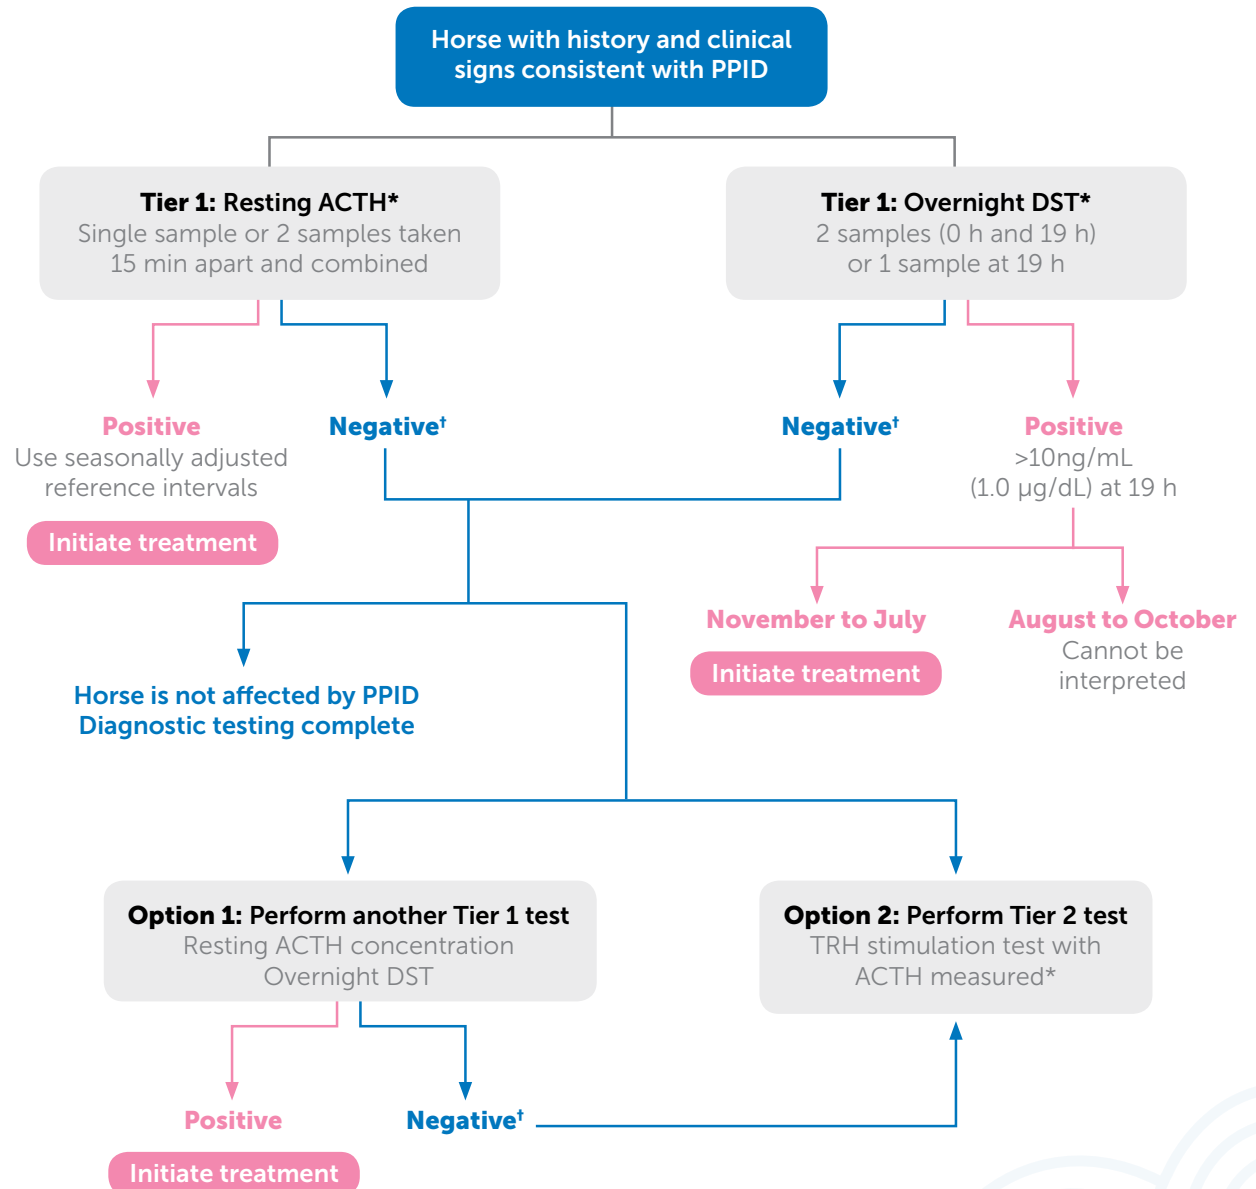 Horse with history and clinical
signs consistent with PPID
Tier 1: Resting ACTH*
Single sample or 2 samples taken
15 min apart and combined
Tier 1: Overnight DST*
2 samples (0 h and 19 h)
or 1 sample at 19 h
Positive
Use seasonally adjusted
reference intervals
Initiate treatment
Negative†
Negative†
Positive
>10ng/mL
(1.0 µg/dL) at 19 h
November to July
Initiate treatment
August to October
Cannot be
interpreted
Horse is not affected by PPID
Diagnostic testing complete
Option 1: Perform another Tier 1 test
Resting ACTH concentration
Overnight DST
Option 2: Perform Tier 2 test
TRH stimulation test with
ACTH measured*
Positive
Initiate treatment
Negative†